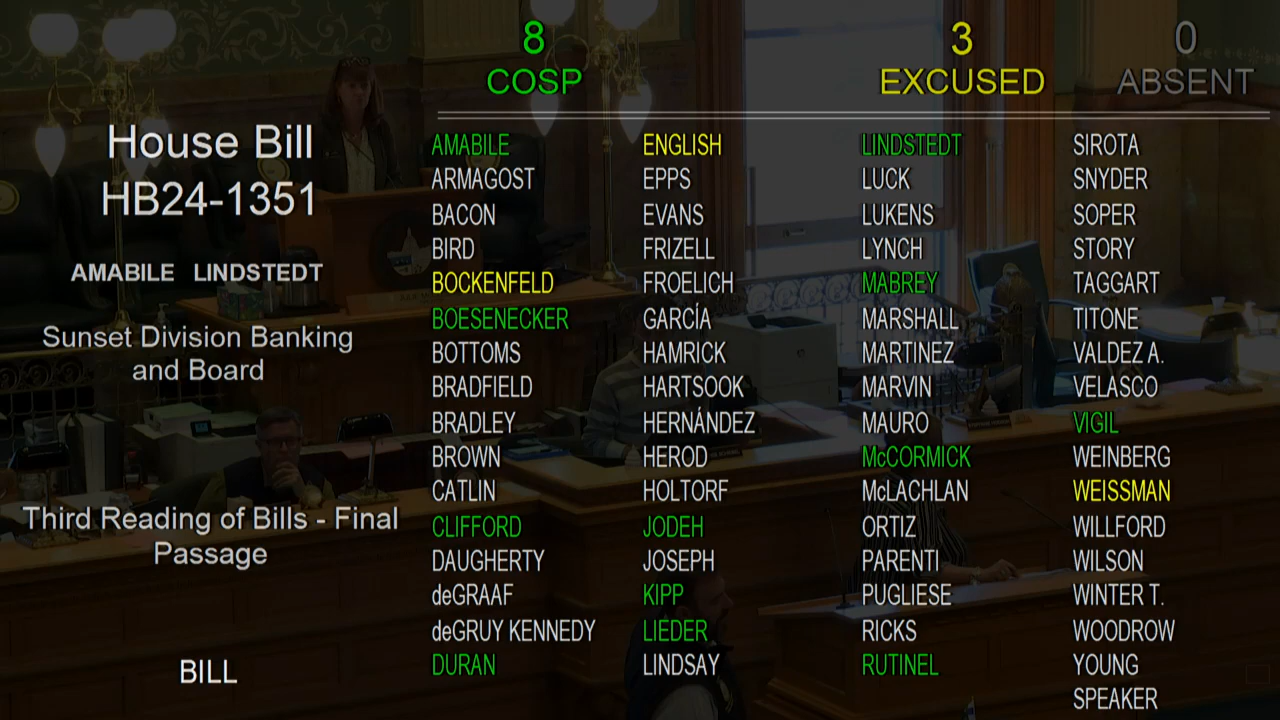 8
COSP
3
EXCUSED
0
ABSENT
House Bill
HB24-1351
AMABILE LINDSTEDT
Sunset Division Banking
and Board
Third Reading of Bills - Final
Passage
BILL
AMABILE
ARMAGOST
BACON
BIRD
BOCKENFELD
BOESENECKER
BOTTOMS
BRADFIELD
BRADLEY
BROWN
CATLIN
CLIFFORD
DAUGHERTY
deGRAAF
deGRUY KENNEDY
DURAN
ENGLISH
EPPS
EVANS
FRIZELL
FROELICH
GARCÍA
HAMRICK
HARTSOOK
HERNÁNDEZ
HEROD
HOLTORF
JODEH
JOSEPH
KIPP
LIEDER
LINDSAY
LINDSTEDT
LUCK
LUKENS
LYNCH
MABREY
MARSHALL
MARTINEZ
MARVIN
MAURO
McCORMICK
McLACHLAN
ORTIZ
PARENTI
PUGLIESE
RICKS
RUTINEL
SIROTA
SNYDER
SOPER
STORY
TAGGART
TITONE
VALDEZ A.
VELASCO
VIGIL
WEINBERG
WEISSMAN
WILLFORD
WILSON
WINTER T.
WOODROW
YOUNG
SPEAKER